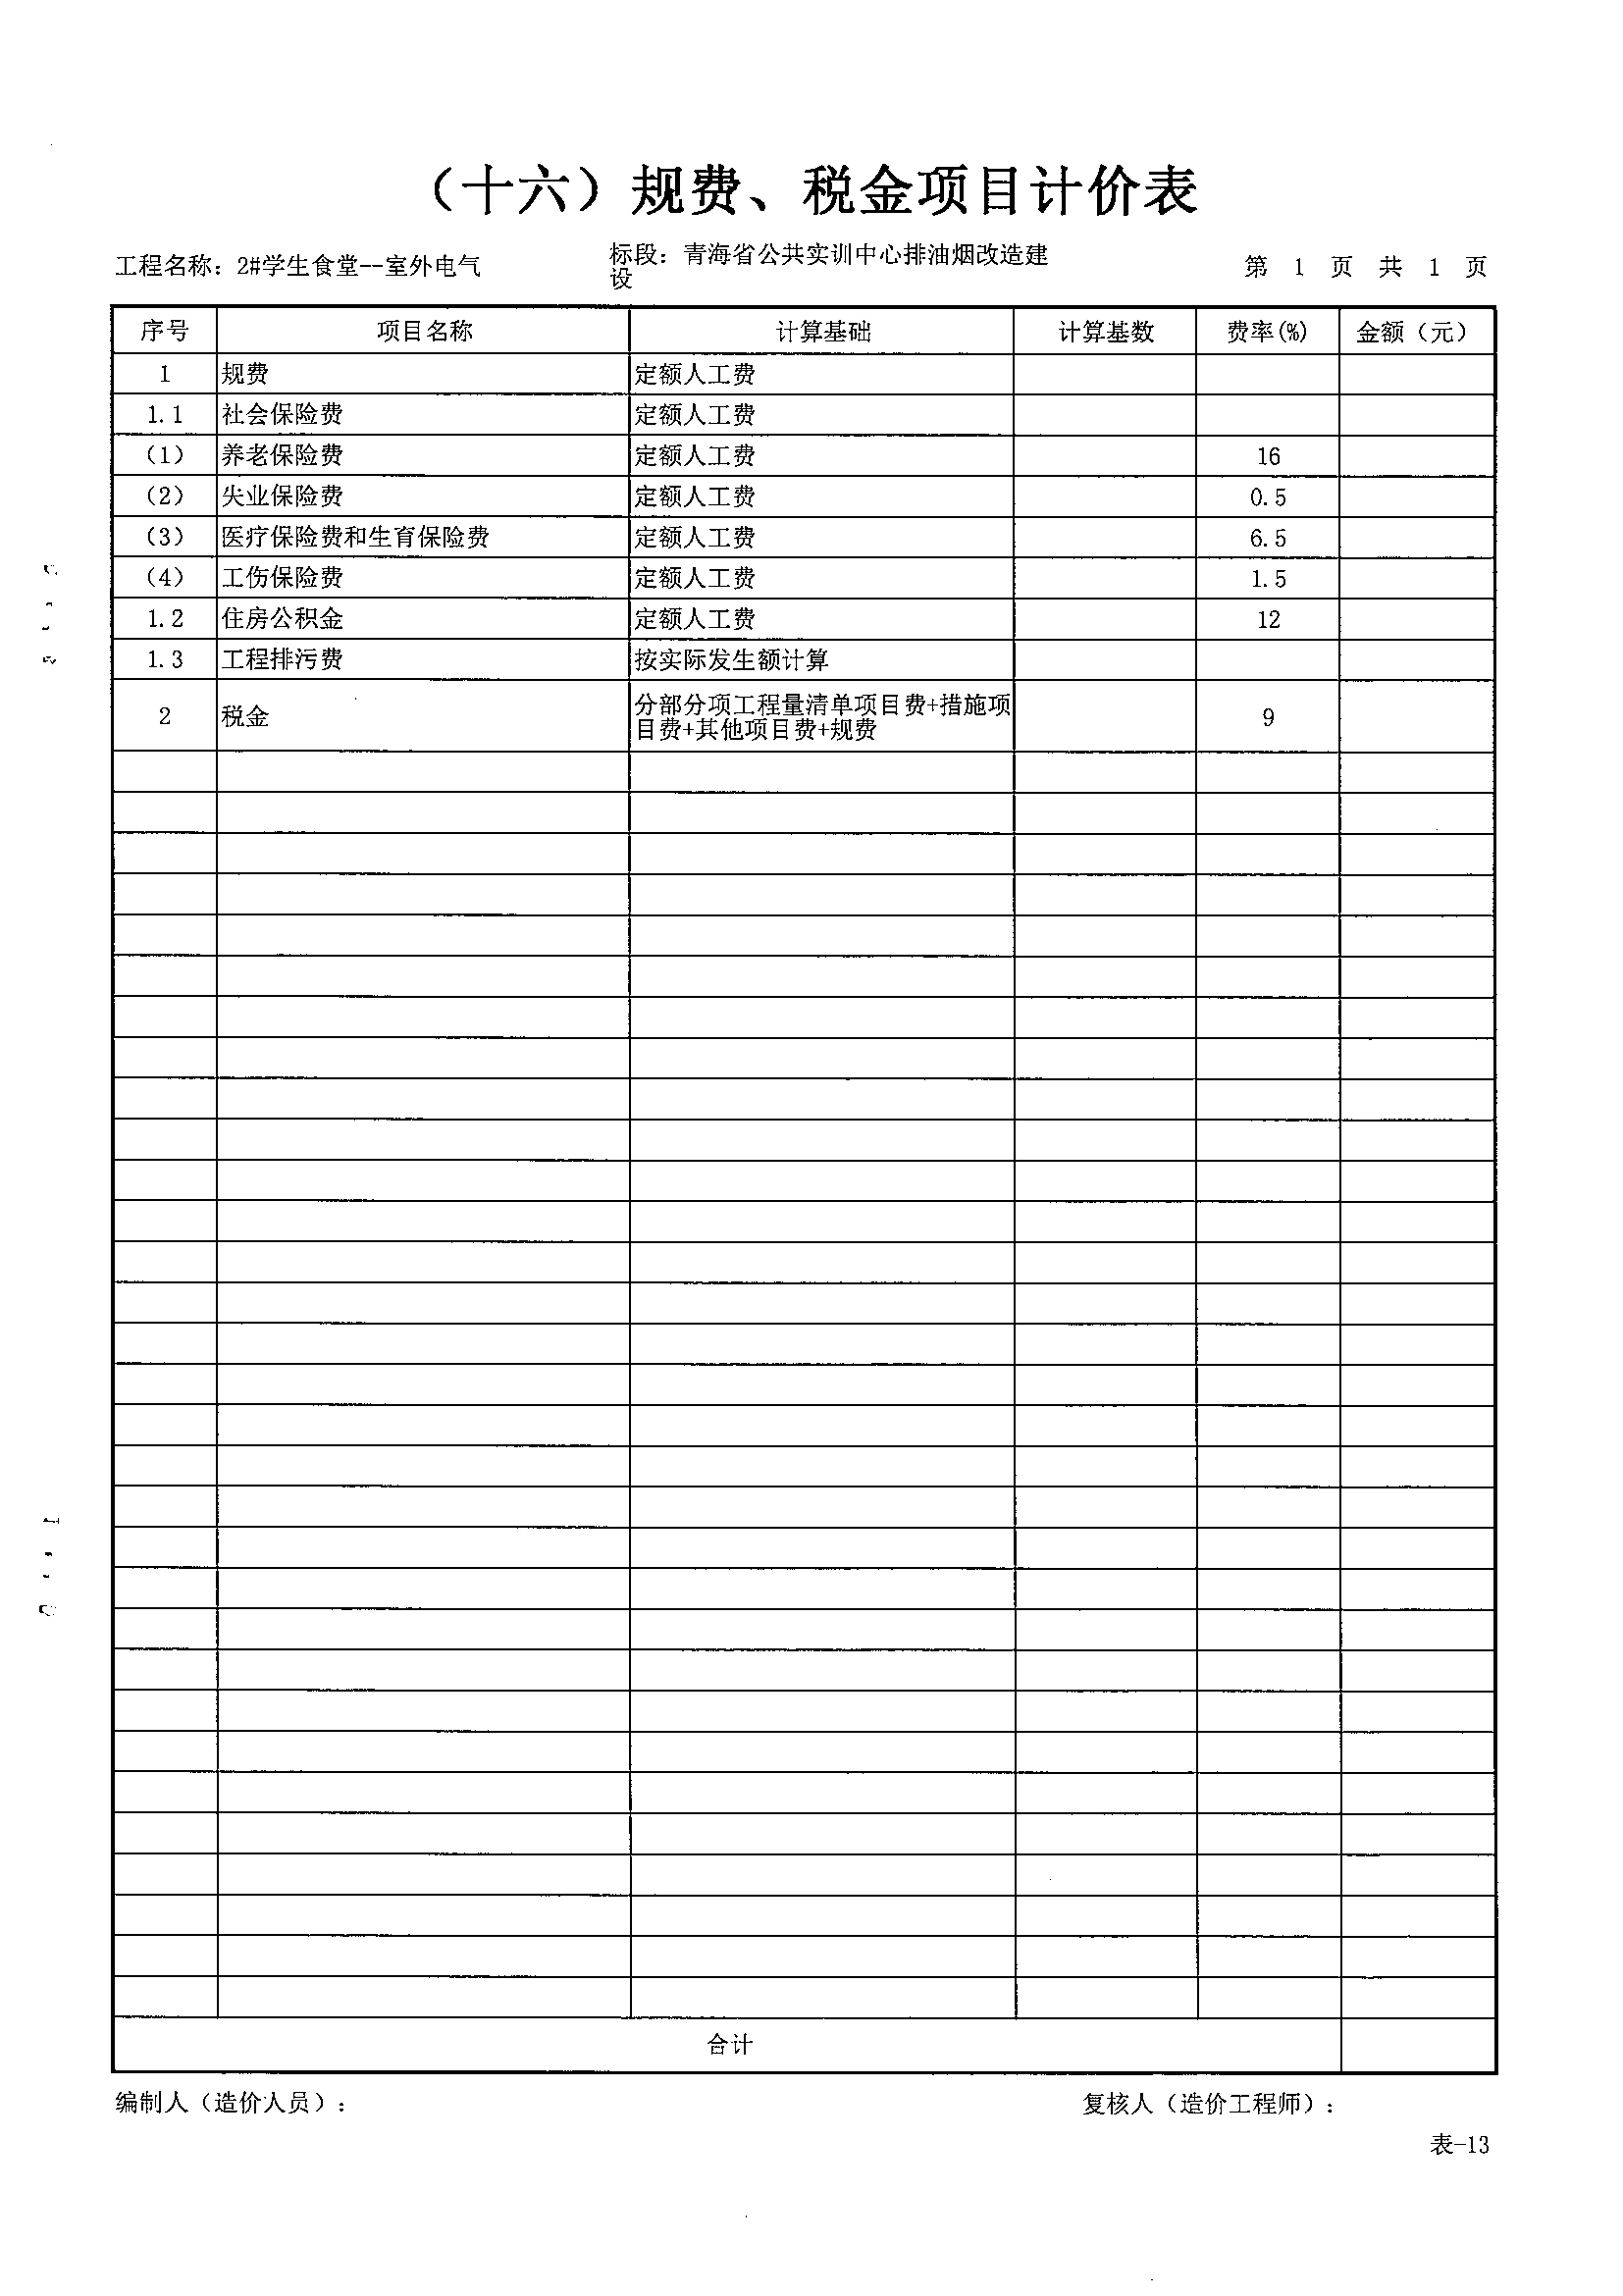 （十六）规费、税金项目计价表
工程名称：2#学生食堂--室外电气
标段：青海省公共实训中心排油烟改造建
设
第 1 页 共 1 页
序号 项目名称 计算基础 计算基数 费率(%) 金额（元）
1 规费 定额人工费
1.1 社会保险费 定额人工费
(1) 养老保险费 定额人工费 16
(2) 失业保险费 定额人工费 0.5
(3) 医疗保险费和生育保险费 定额人工费 6.5
(4) 工伤保险费 定额人工费 1.5
1.2 住房公积金 定额人工费 12
1.3 工程排污费 按实际发生额计算
2 税金 分部分项工程量清单项目费+措施项
目费+其他项目费+规费 9
合计
编制人（造价人员）： 复核人（造价工程师）：
表-13